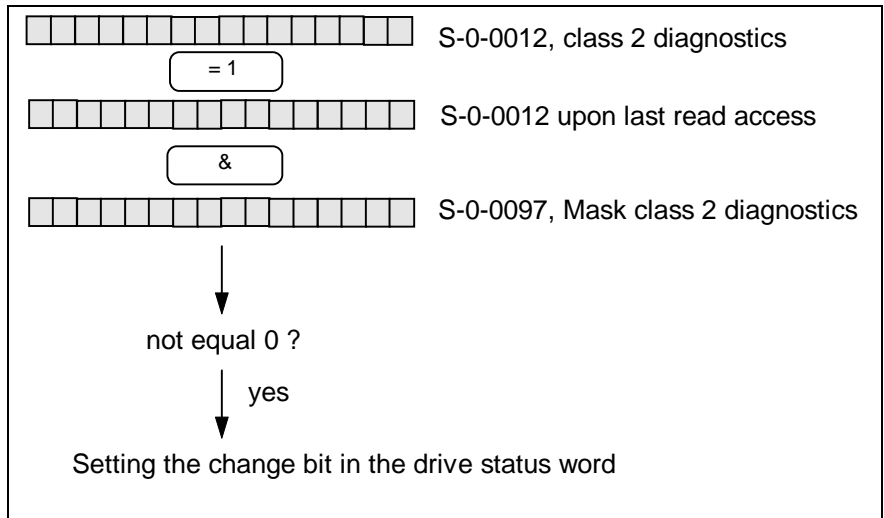 S-0-0012, class 2 diagnostics
= 1
S-0-0012 upon last read access
&
S-0-0097, Mask class 2 diagnostics
not equal 0 ?
yes
Setting the change bit in the drive status word